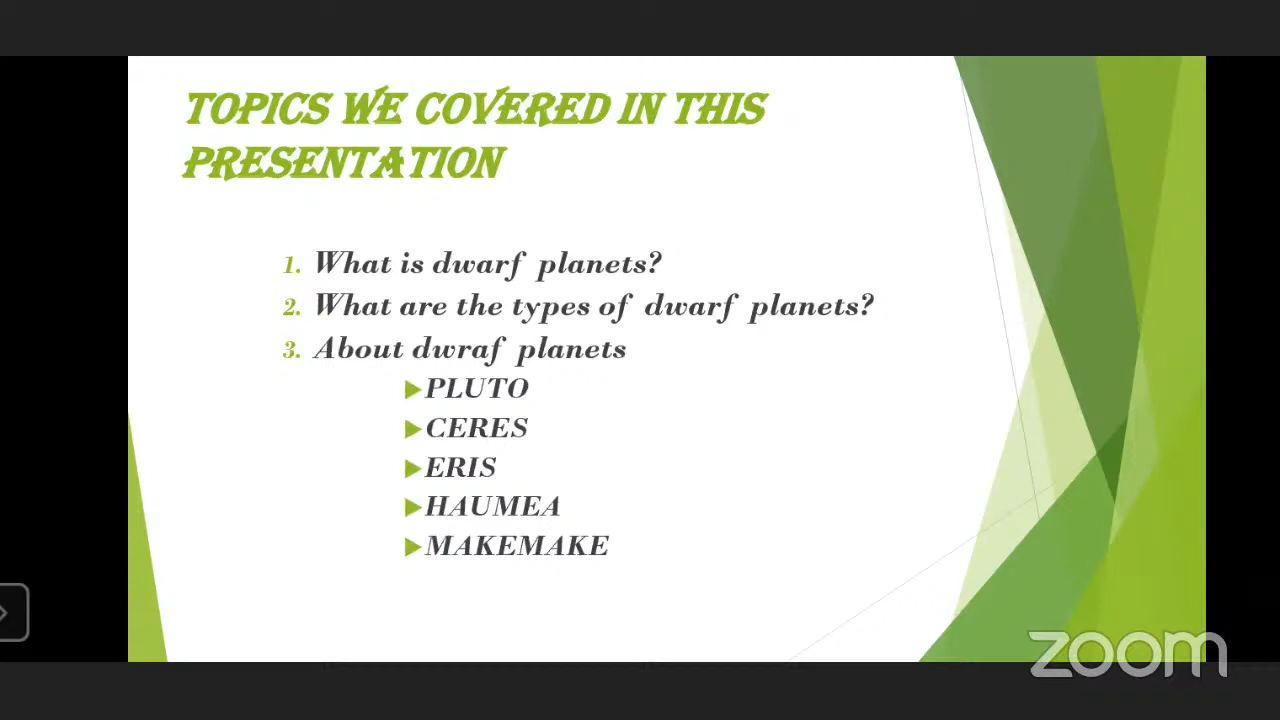 TOPICS WE COVERED IN THIS
PRESENTATION
1. What is dwarf planets?
2. What are the types of dwarf planets?
3. About dwraf planets
PLUTO
CERES
ERIS
HAUMEA
MAKEMAKE
zoom